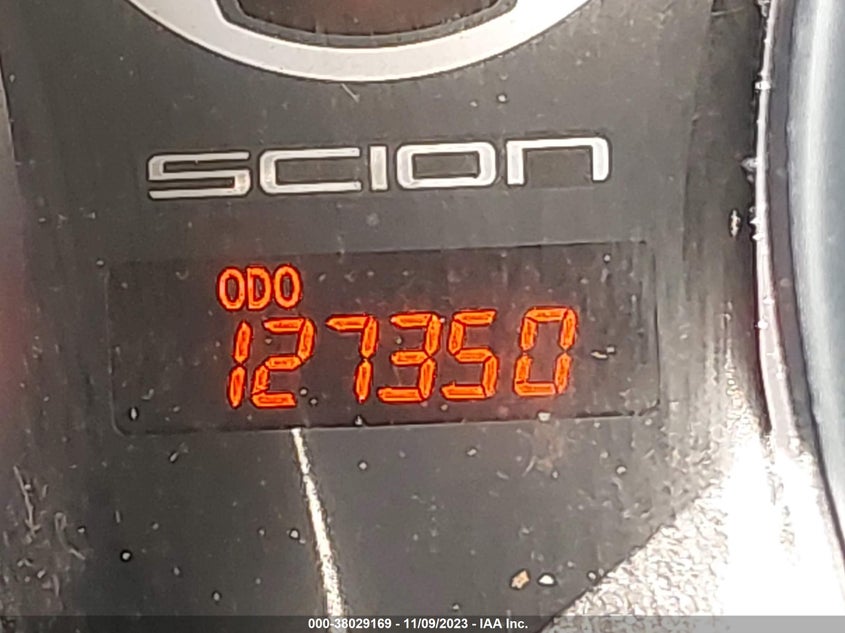 SCION
ODO
127350
000-38029169 - 11/09/2023 - IAA Inc.